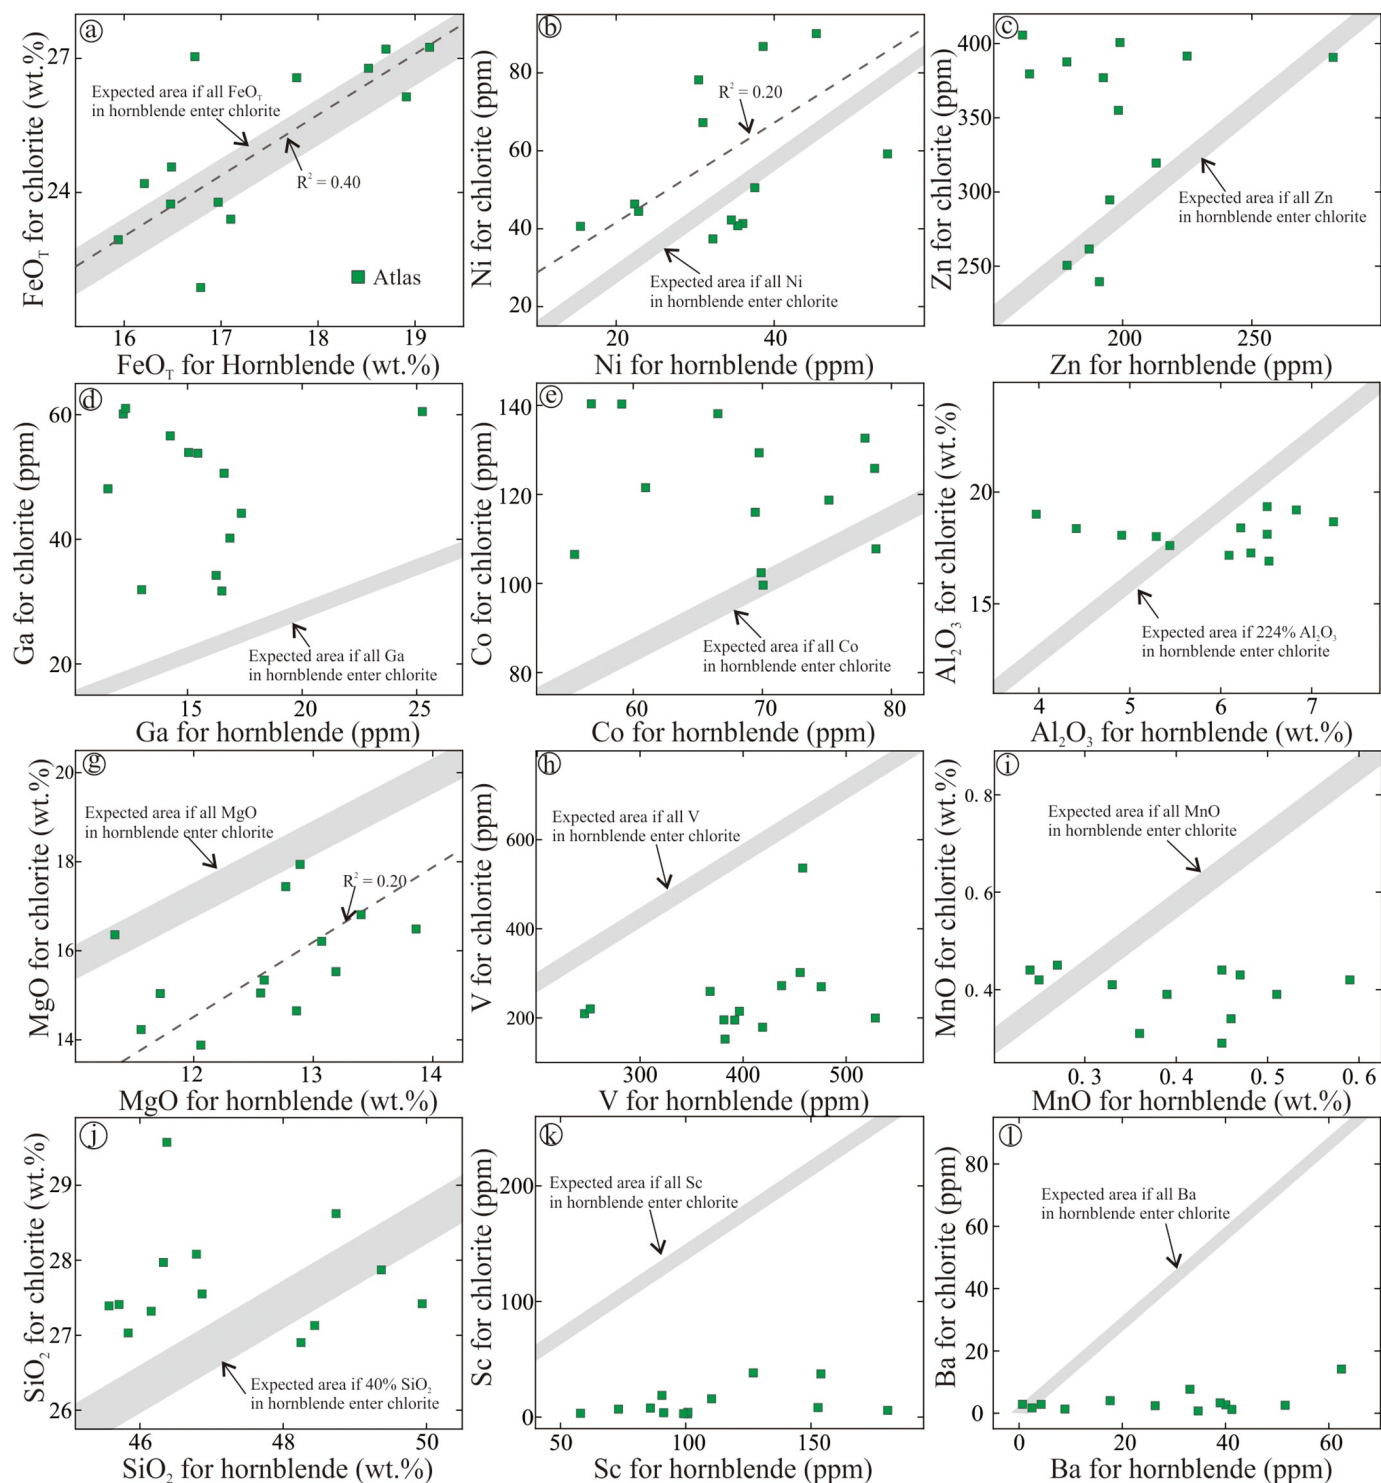 ⓐ
27
24
FeO_T for chlorite (wt.%)
Expected area if all FeO_T
in hornblende enter chlorite
R² = 0.40
Atlas
16 17 18 19
FeO_T for Hornblende (wt.%)
ⓑ
80
60
40
20
Ni for chlorite (ppm)
R² = 0.20
Expected area if all Ni
in hornblende enter chlorite
20 40
Ni for hornblende (ppm)
ⓒ
400
350
300
250
Zn for chlorite (ppm)
Expected area if all Zn
in hornblende enter chlorite
200 250
Zn for hornblende (ppm)
ⓓ
60
40
20
Ga for chlorite (ppm)
Expected area if all Ga
in hornblende enter chlorite
15 20 25
Ga for hornblende (ppm)
ⓔ
140
120
100
80
Co for chlorite (ppm)
Expected area if all Co
in hornblende enter chlorite
60 70 80
Co for hornblende (ppm)
20
15
Al₂O₃ for chlorite (wt.%)
Expected area if 224% Al₂O₃
in hornblende enter chlorite
4 5 6 7
Al₂O₃ for hornblende (wt.%)
ⓖ
20
18
16
14
MgO for chlorite (wt.%)
Expected area if all MgO
in hornblende enter chlorite
R² = 0.20
12 13 14
MgO for hornblende (wt.%)
ⓗ
600
400
200
V for chlorite (ppm)
Expected area if all V
in hornblende enter chlorite
300 400 500
V for hornblende (ppm)
ⓘ
0.8
0.6
0.4
MnO for chlorite (wt.%)
Expected area if all MnO
in hornblende enter chlorite
0.3 0.4 0.5 0.6
MnO for hornblende (wt.%)
ⓙ
29
28
27
26
SiO₂ for chlorite (wt.%)
Expected area if 40% SiO₂
in hornblende enter chlorite
46 48 50
SiO₂ for hornblende (wt.%)
ⓚ
200
100
0
Sc for chlorite (ppm)
Expected area if all Sc
in hornblende enter chlorite
50 100 150
Sc for hornblende (ppm)
ⓛ
80
60
40
20
0
Ba for chlorite (ppm)
Expected area if all Ba
in hornblende enter chlorite
0 20 40 60
Ba for hornblende (ppm)